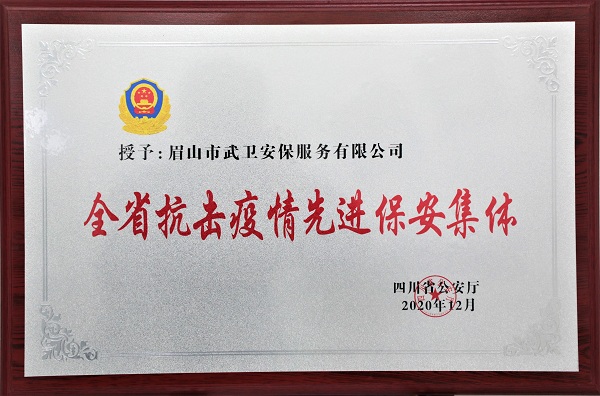 授予：眉山市武卫安保服务有限公司
全省抗击疫情先进保安集体
四川省公安厅
2020年12月